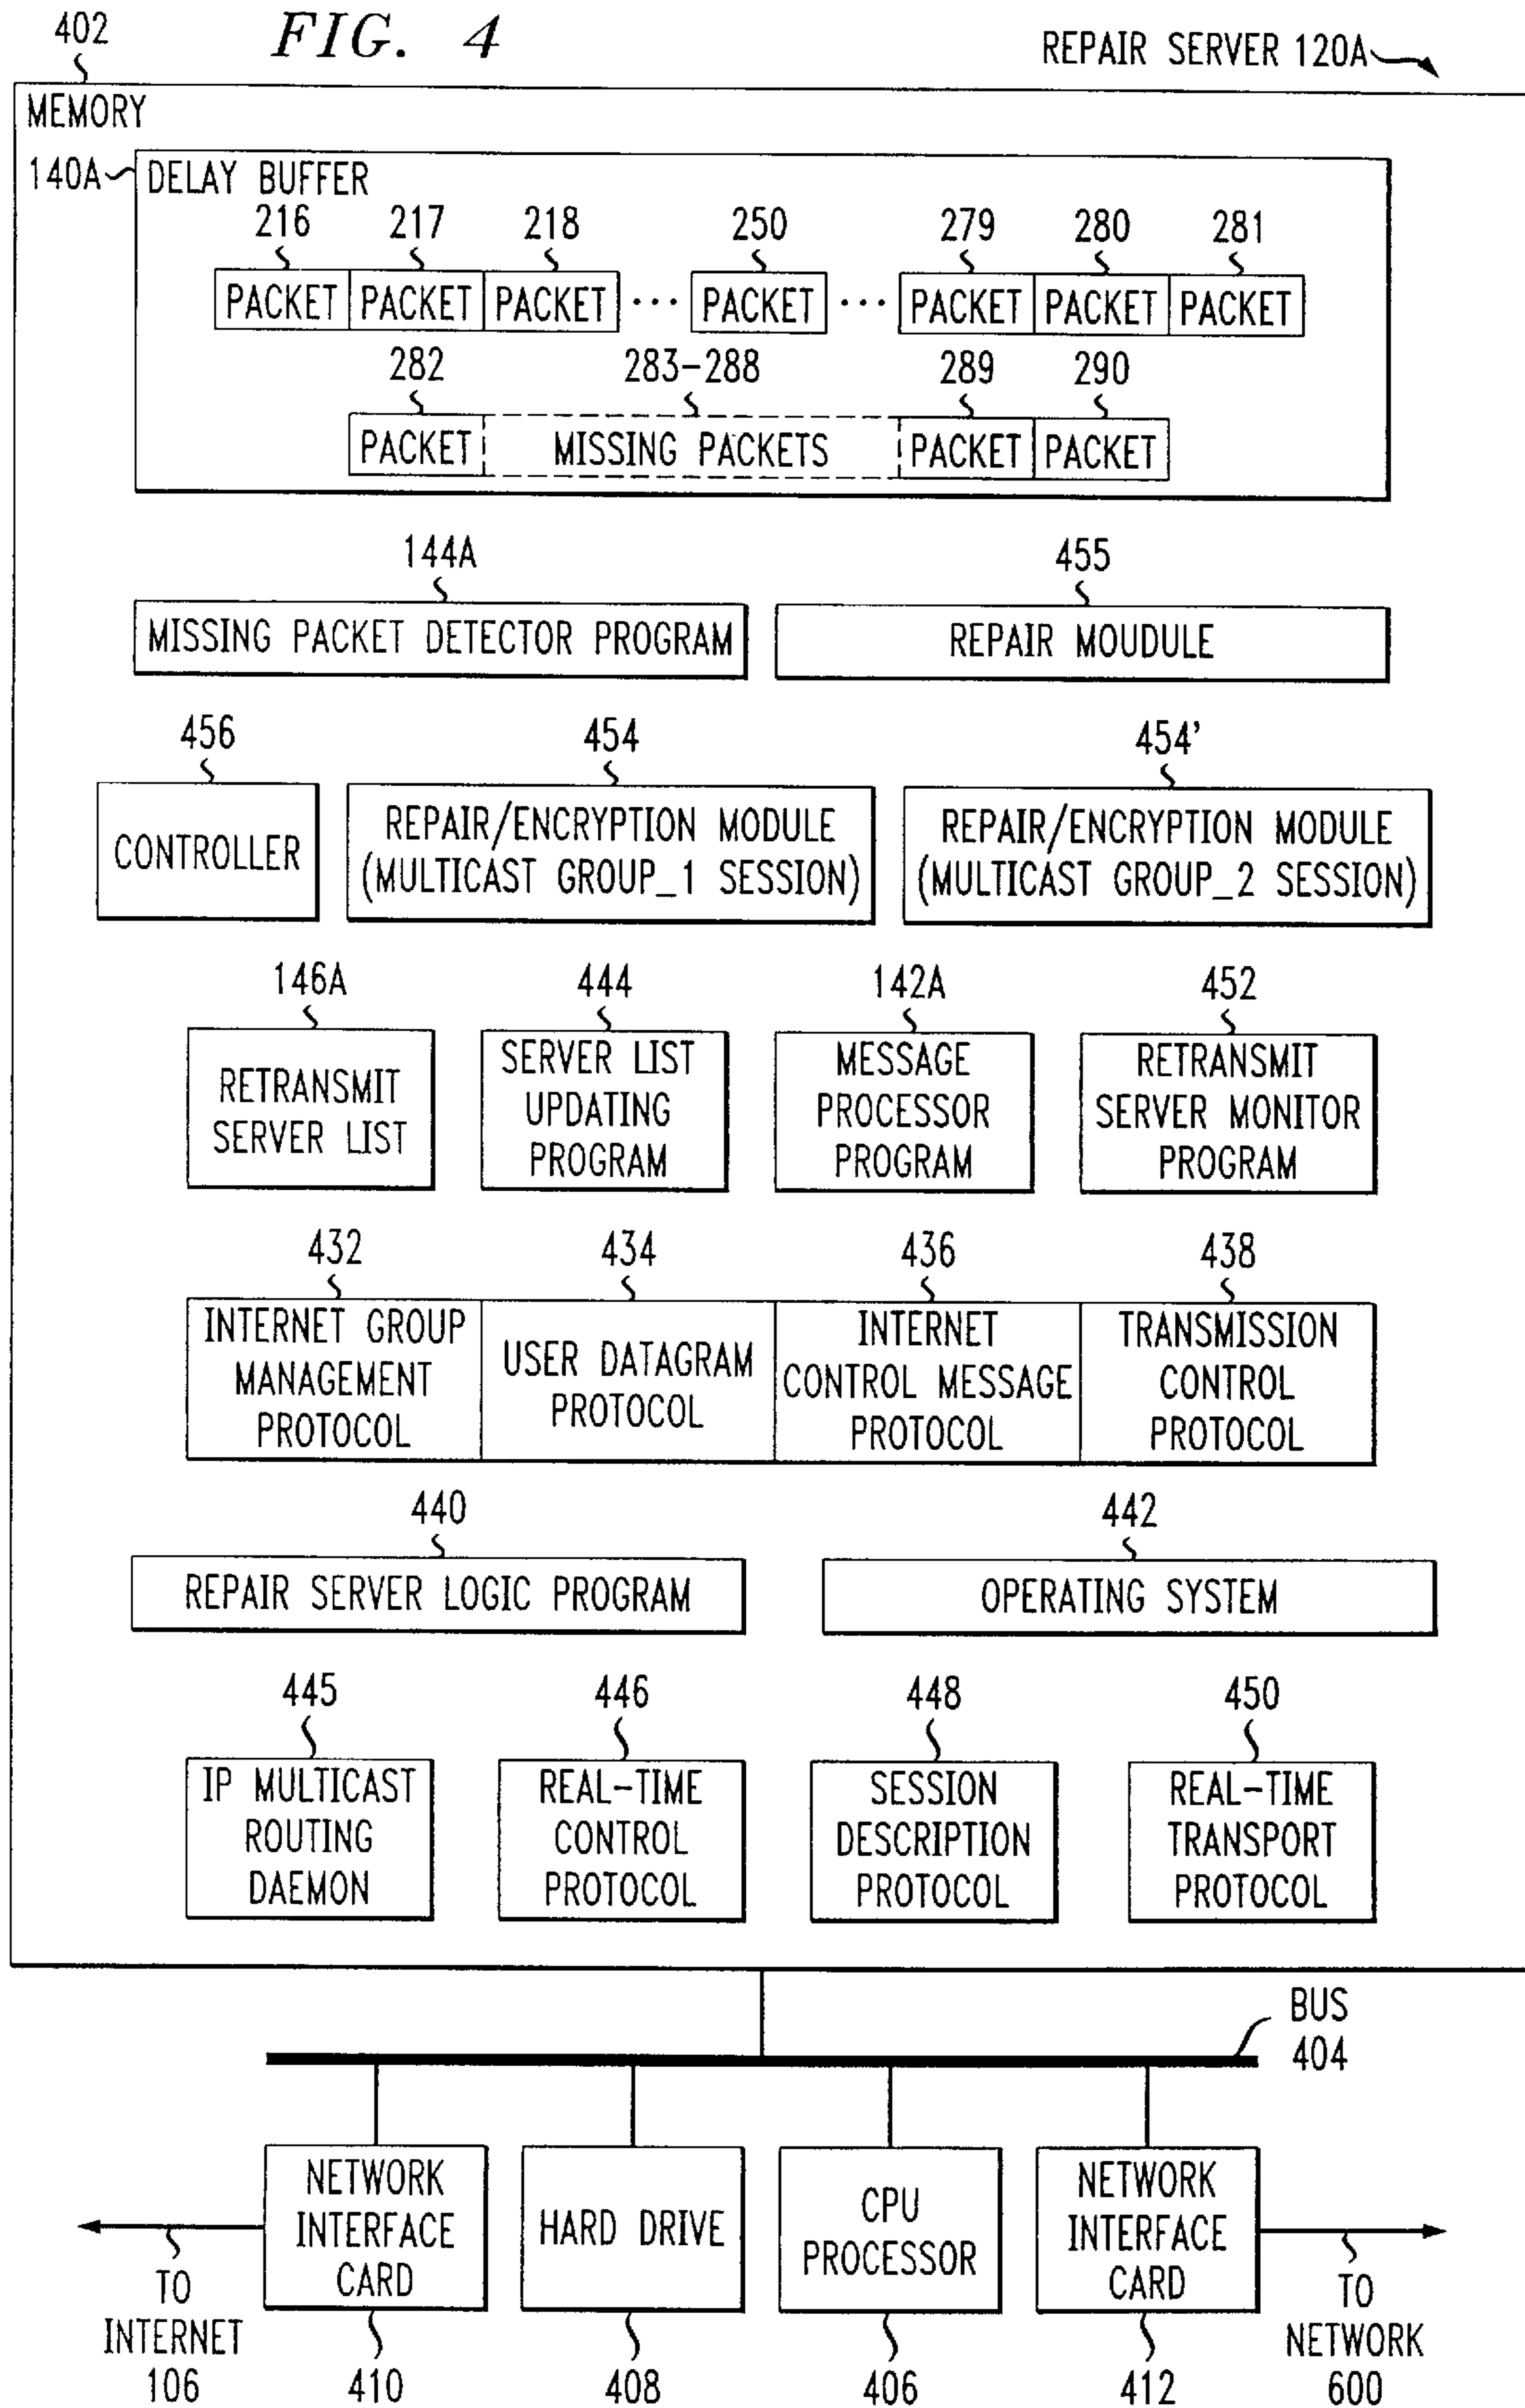 FIG. 4
402
REPAIR SERVER 120A
MEMORY
140A
DELAY BUFFER
216 217 218 250 279 280 281
PACKET PACKET PACKET ... PACKET ... PACKET PACKET PACKET
282 283-288 289 290
PACKET MISSING PACKETS PACKET PACKET
144A 455
MISSING PACKET DETECTOR PROGRAM REPAIR MOUDULE
456 454 454'
CONTROLLER
REPAIR/ENCRYPTION MODULE
(MULTICAST GROUP_1 SESSION)
REPAIR/ENCRYPTION MODULE
(MULTICAST GROUP_2 SESSION)
146A 444 142A 452
RETRANSMIT
SERVER LIST
SERVER LIST
UPDATING
PROGRAM
MESSAGE
PROCESSOR
PROGRAM
RETRANSMIT
SERVER MONITOR
PROGRAM
432 434 436 438
INTERNET GROUP
MANAGEMENT
PROTOCOL
USER DATAGRAM
PROTOCOL
INTERNET
CONTROL MESSAGE
PROTOCOL
TRANSMISSION
CONTROL
PROTOCOL
440 442
REPAIR SERVER LOGIC PROGRAM OPERATING SYSTEM
445 446 448 450
IP MULTICAST
ROUTING
DAEMON
REAL-TIME
CONTROL
PROTOCOL
SESSION
DESCRIPTION
PROTOCOL
REAL-TIME
TRANSPORT
PROTOCOL
BUS
404
NETWORK
INTERFACE
CARD
HARD DRIVE
CPU
PROCESSOR
NETWORK
INTERFACE
CARD
TO
INTERNET
106
410 408 406 412
TO
NETWORK
600